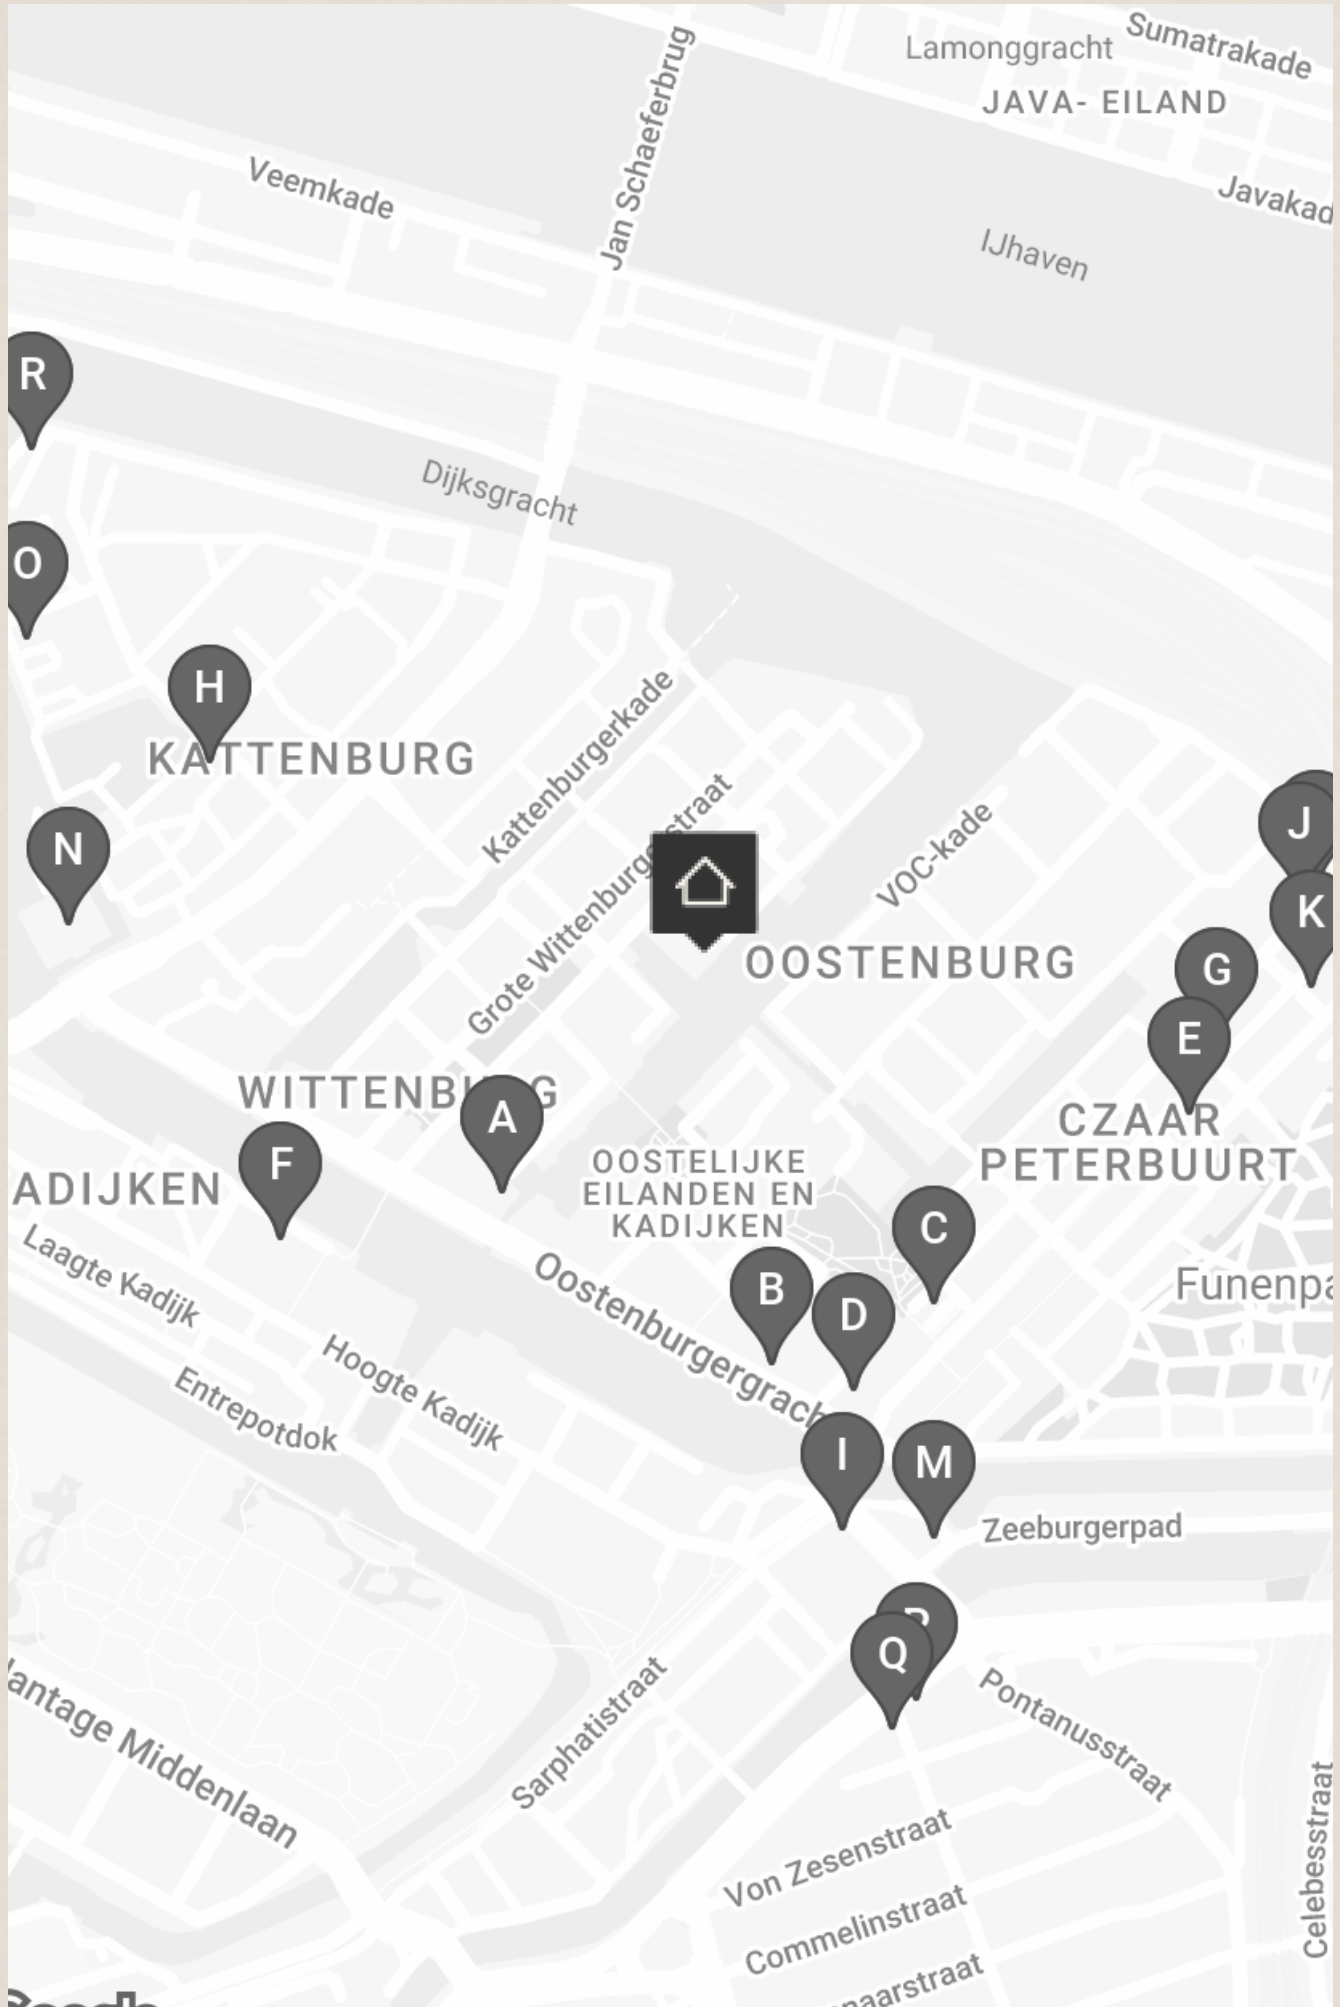 Sumatrakade
Lamonggracht
JAVA- EILAND
Jan Schaeferbrug
Veemkade
Javakad
IJhaven
R
Dijksgracht
O
H
KATTENBURG
Kattenburgerkade
N
J
VOC-kade
K
OOSTENBURG
G
E
WITTENBU G
A
CZAAR
PETERBUURT
F
OOSTELIJKE
EILANDEN EN
KADIJKEN
ADIJKEN
C
Laagte Kadijk
B
D
Funenpa
Oostenburgergrach
Hoogte Kadijk
Entrepotdok
I
M
Zeeburgerpad
Q
Pontanusstraat
Sarphatistraat
lantage Middenlaan
Von Zesenstraat
Celebesstraat
Commelinstraat
naarstraat